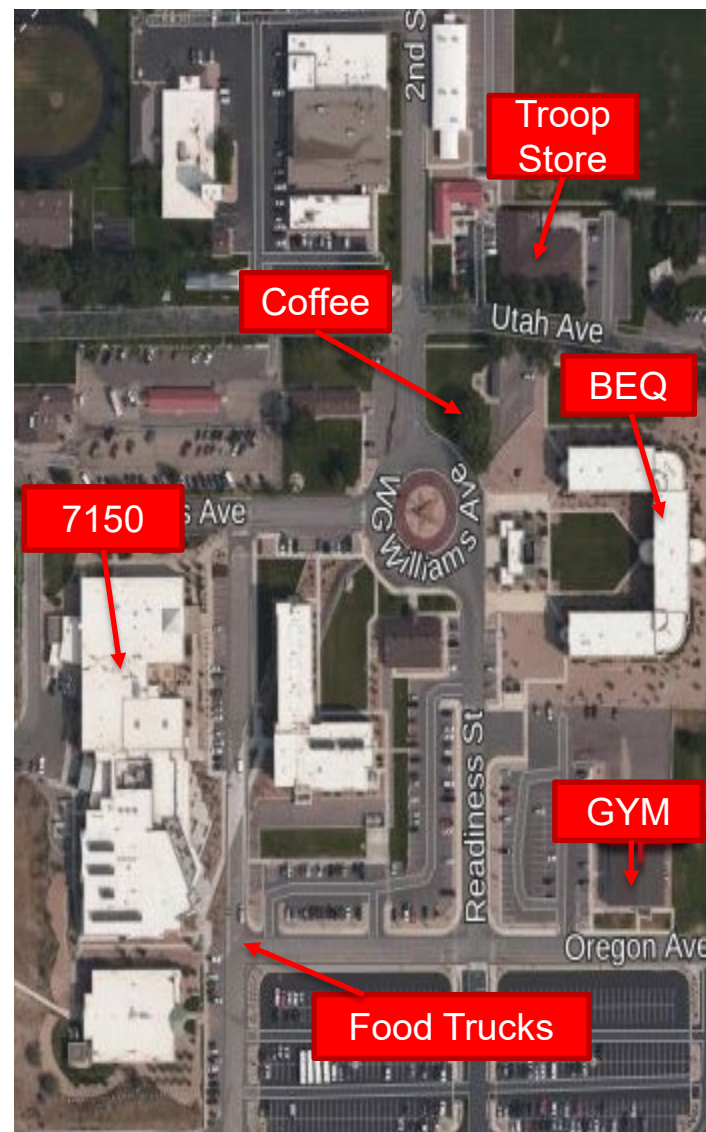 2nd S
Troop
Store
Coffee
Utah Ave
BEQ
7150
s Ave
WG Williams Ave
Readiness St
GYM
Oregon Ave
Food Trucks